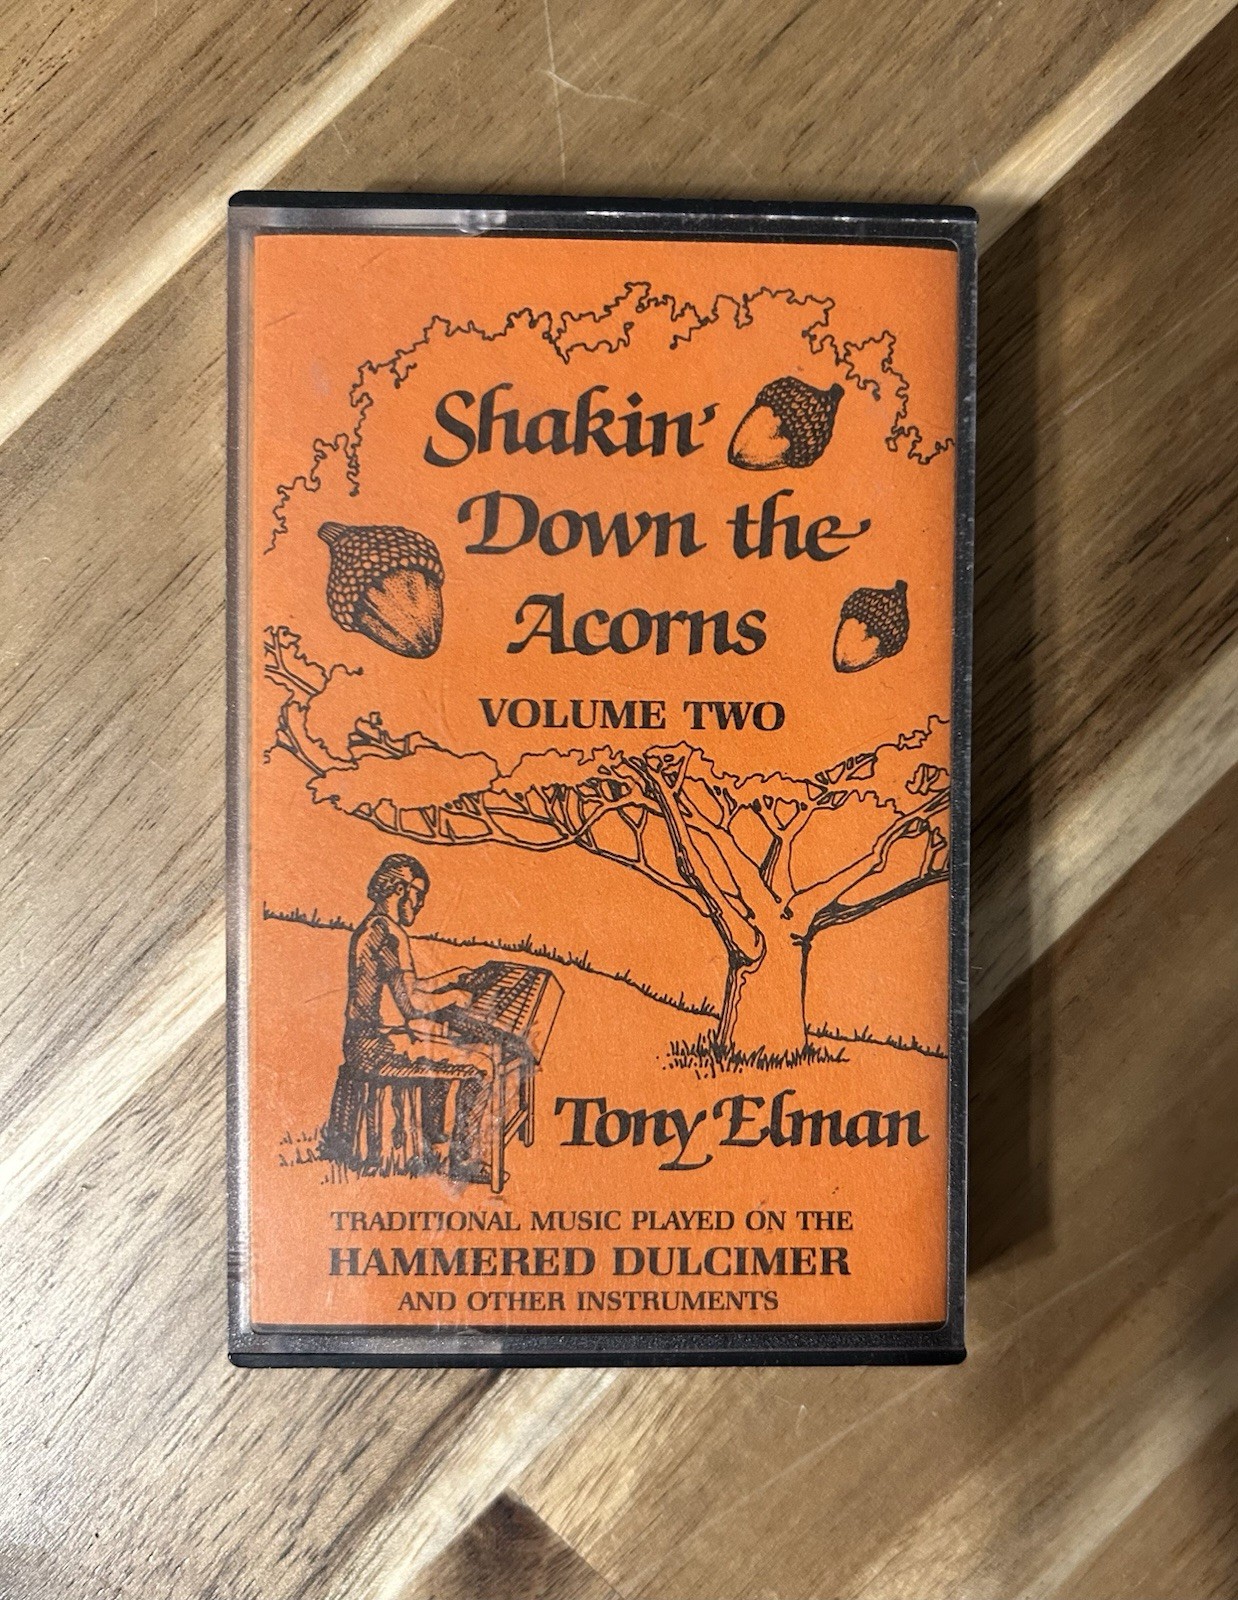 Shakin'
Down the
Acorns
VOLUME TWO
Tony Elman
TRADITIONAL MUSIC PLAYED ON THE
HAMMERED DULCIMER
AND OTHER INSTRUMENTS